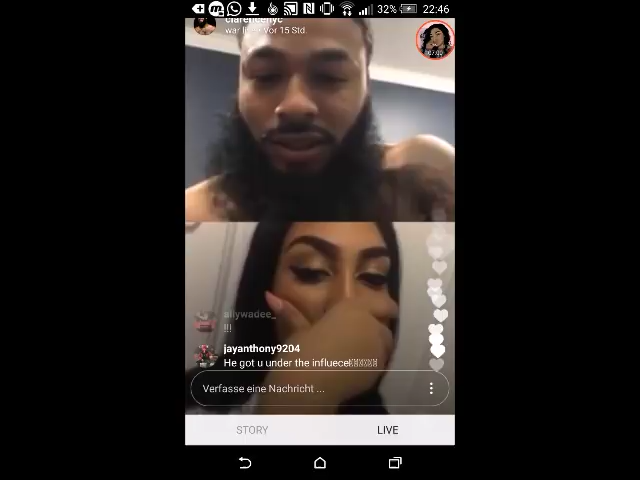 32% 22:46
clarencenyc
war live · Vor 15 Std.
allywadee_
!!!
jayanthony9204
He got u under the influece!
Verfasse eine Nachricht ...
STORY LIVE